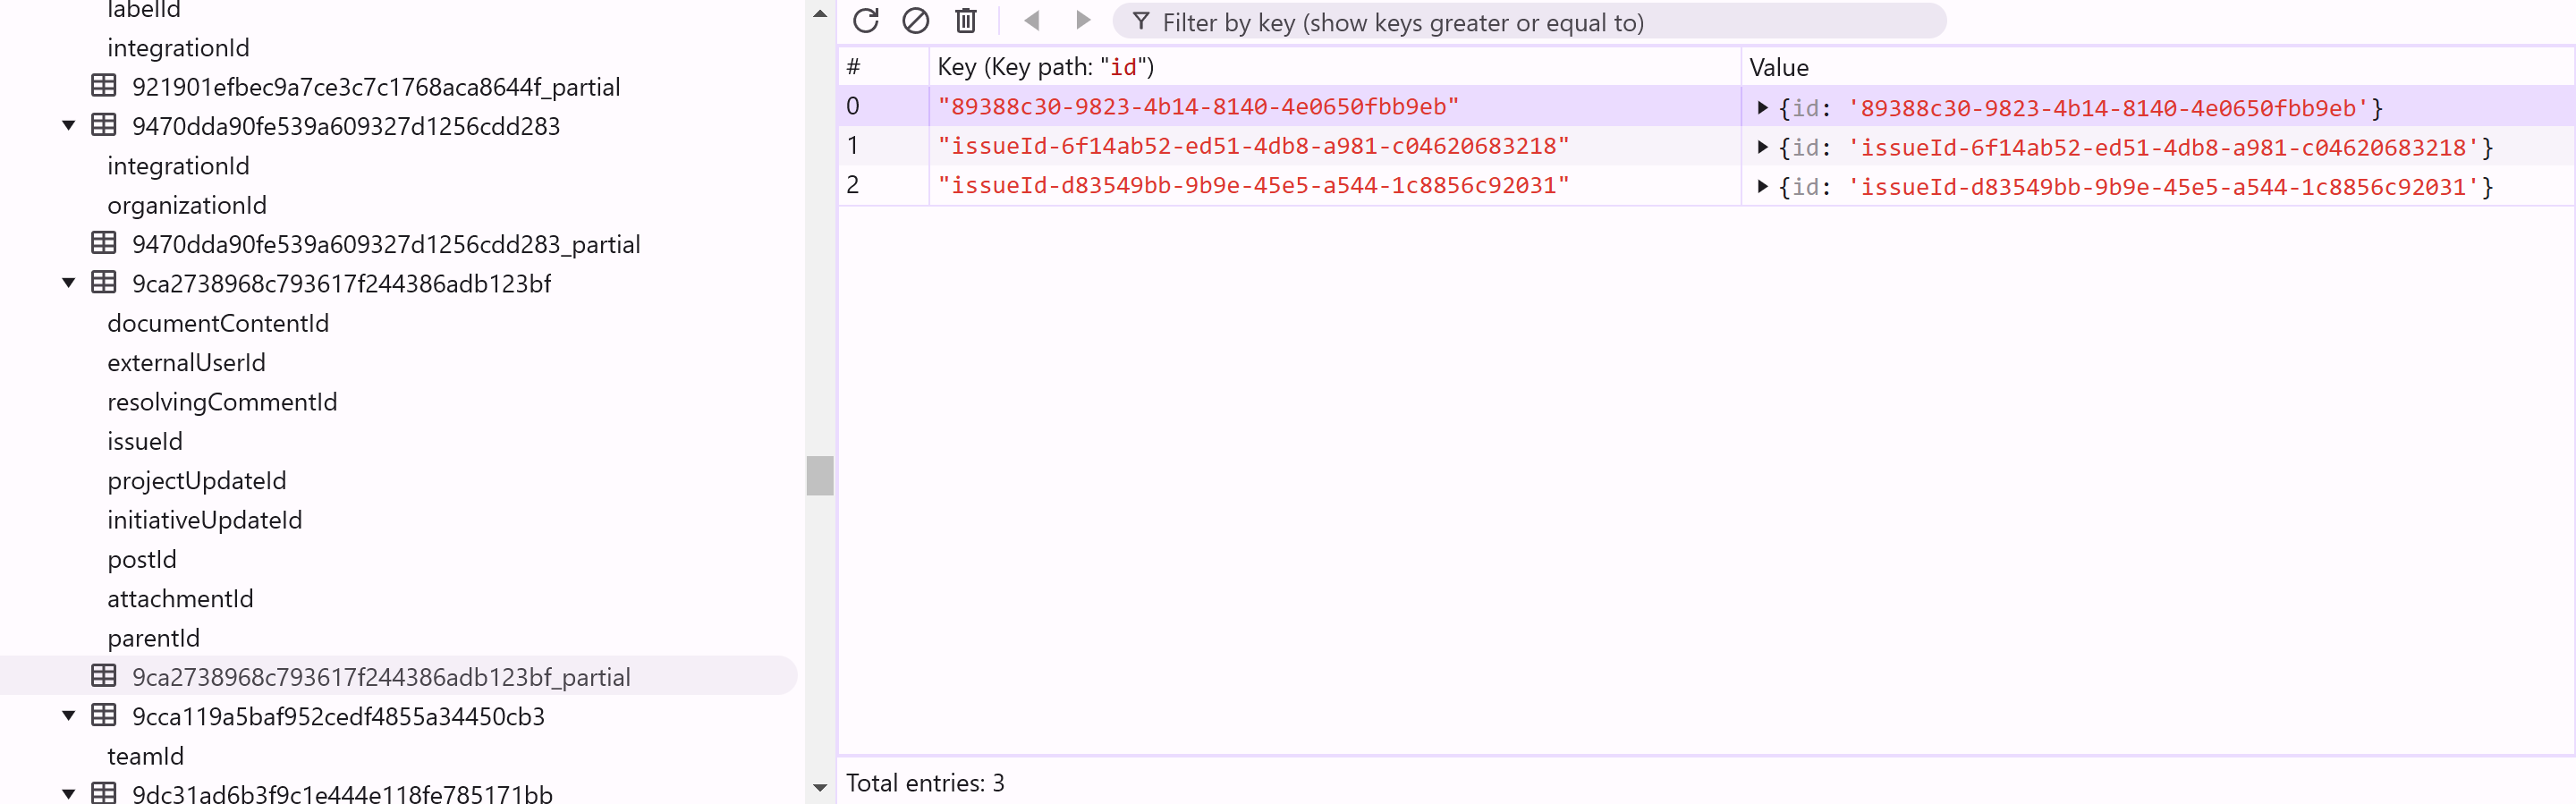 labelId
integrationId
921901efbec9a7ce3c7c1768aca8644f_partial
9470dda90fe539a609327d1256cdd283
integrationId
organizationId
9470dda90fe539a609327d1256cdd283_partial
9ca2738968c793617f244386adb123bf
documentContentId
externalUserId
resolvingCommentId
issueId
projectUpdateId
initiativeUpdateId
postId
attachmentId
parentId
9ca2738968c793617f244386adb123bf_partial
9cca119a5baf952cedf4855a34450cb3
teamId
9dc31ad6b3f9c1e444e118fe785171bb
Filter by key (show keys greater or equal to)
# Key (Key path: "id") Value
0 "89388c30-9823-4b14-8140-4e0650fbb9eb" {id: '89388c30-9823-4b14-8140-4e0650fbb9eb'}
1 "issueId-6f14ab52-ed51-4db8-a981-c04620683218" {id: 'issueId-6f14ab52-ed51-4db8-a981-c04620683218'}
2 "issueId-d83549bb-9b9e-45e5-a544-1c8856c92031" {id: 'issueId-d83549bb-9b9e-45e5-a544-1c8856c92031'}
Total entries: 3